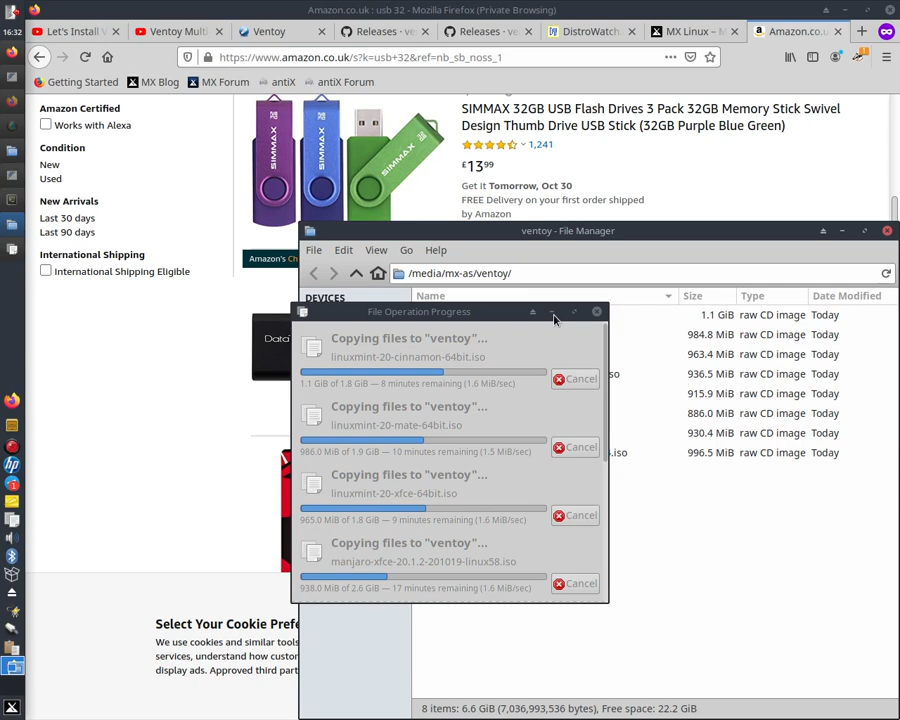 Amazon.co.uk : usb 32 - Mozilla Firefox (Private Browsing)
16:32
Let's Install V
Ventoy Multi
Ventoy
Releases · ve
Releases · ve
DistroWatch.
MX Linux –
Amazon.co.u
https://www.amazon.co.uk/s?k=usb+32&ref=nb_sb_noss_1
Getting Started
MX Blog
MX Forum
antiX
antiX Forum
Amazon Certified
Works with Alexa
Condition
New
Used
New Arrivals
Last 30 days
Last 90 days
International Shipping
International Shipping Eligible
SIMMAX
SIMMAX
SIMMAX
SIMMAX 32GB USB Flash Drives 3 Pack 32GB Memory Stick Swivel
Design Thumb Drive USB Stick (32GB Purple Blue Green)
1,241
£13⁹⁹
Get it Tomorrow, Oct 30
FREE Delivery on your first order shipped
by Amazon
Amazon's Ch
Data
Select Your Cookie Prefe
We use cookies and similar tools
services, understand how custom
display ads. Approved third part
ventoy - File Manager
File Edit View Go Help
/media/mx-as/ventoy/
DEVICES
Name Size Type Date Modified
1.1 GiB raw CD image Today
984.8 MiB raw CD image Today
963.4 MiB raw CD image Today
so 936.5 MiB raw CD image Today
915.9 MiB raw CD image Today
886.0 MiB raw CD image Today
930.4 MiB raw CD image Today
.iso 996.5 MiB raw CD image Today
8 items: 6.6 GiB (7,036,993,536 bytes), Free space: 22.2 GiB
File Operation Progress
Copying files to "ventoy"...
linuxmint-20-cinnamon-64bit.iso
Cancel
1.1 GiB of 1.8 GiB — 8 minutes remaining (1.6 MiB/sec)
Copying files to "ventoy"...
linuxmint-20-mate-64bit.iso
Cancel
986.0 MiB of 1.9 GiB — 10 minutes remaining (1.5 MiB/sec)
Copying files to "ventoy"...
linuxmint-20-xfce-64bit.iso
Cancel
965.0 MiB of 1.8 GiB — 9 minutes remaining (1.6 MiB/sec)
Copying files to "ventoy"...
manjaro-xfce-20.1.2-201019-linux58.iso
Cancel
938.0 MiB of 2.6 GiB — 17 minutes remaining (1.6 MiB/sec)